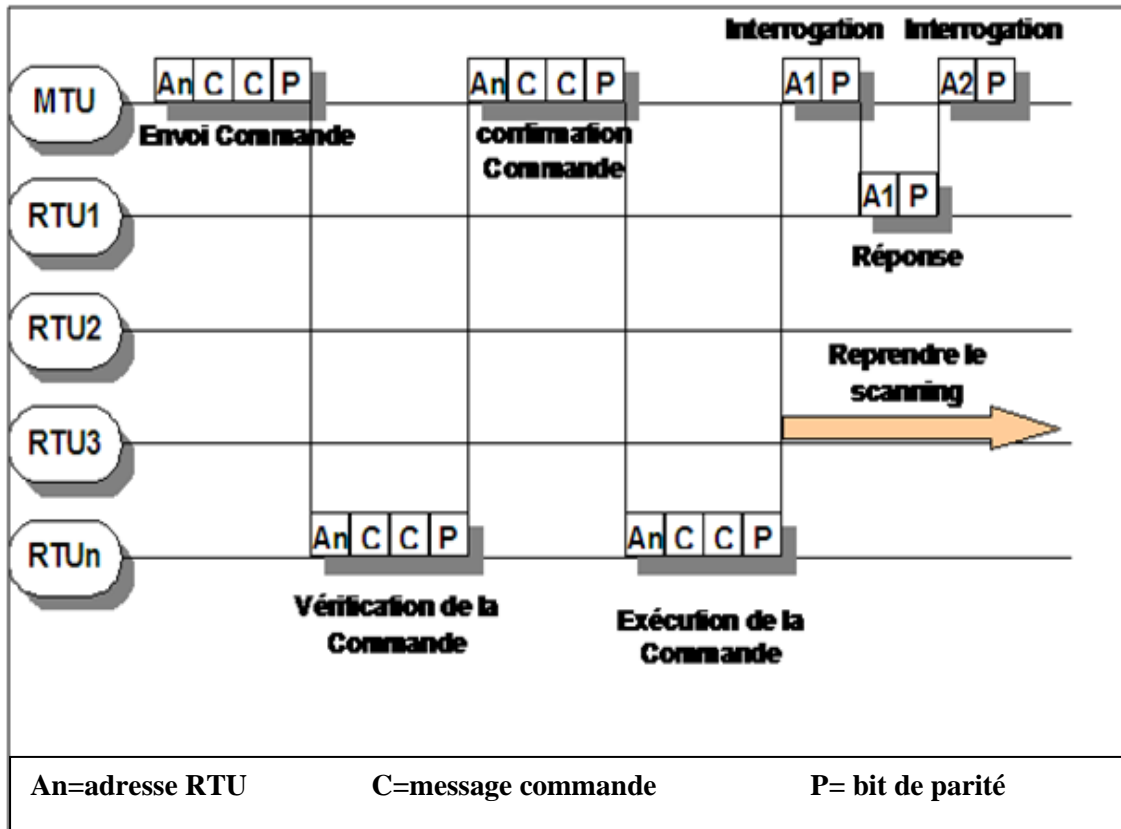 Interrogation Interrogation
MTU An C C P An C C P A1 P A2 P
Envoi Commande
confirmation
Commande
RTU1 A1 P
Réponse
RTU2
Reprendre le
scanning
RTU3
RTUn An C C P An C C P
Vérification de la
Commande
Exécution de la
Commande
An=adresse RTU C=message commande P= bit de parité